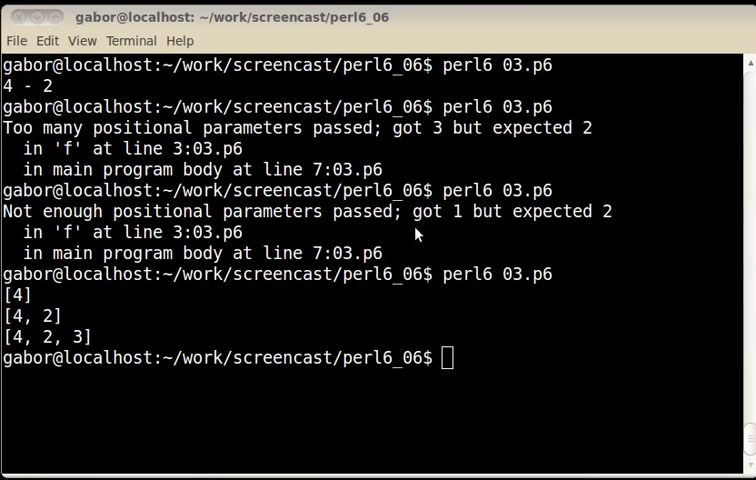 gabor@localhost: ~/work/screencast/perl6_06
File Edit View Terminal Help
gabor@localhost:~/work/screencast/perl6_06$ perl6 03.p6
4 - 2
gabor@localhost:~/work/screencast/perl6_06$ perl6 03.p6
Too many positional parameters passed; got 3 but expected 2
  in 'f' at line 3:03.p6
  in main program body at line 7:03.p6
gabor@localhost:~/work/screencast/perl6_06$ perl6 03.p6
Not enough positional parameters passed; got 1 but expected 2
  in 'f' at line 3:03.p6
  in main program body at line 7:03.p6
gabor@localhost:~/work/screencast/perl6_06$ perl6 03.p6
[4]
[4, 2]
[4, 2, 3]
gabor@localhost:~/work/screencast/perl6_06$